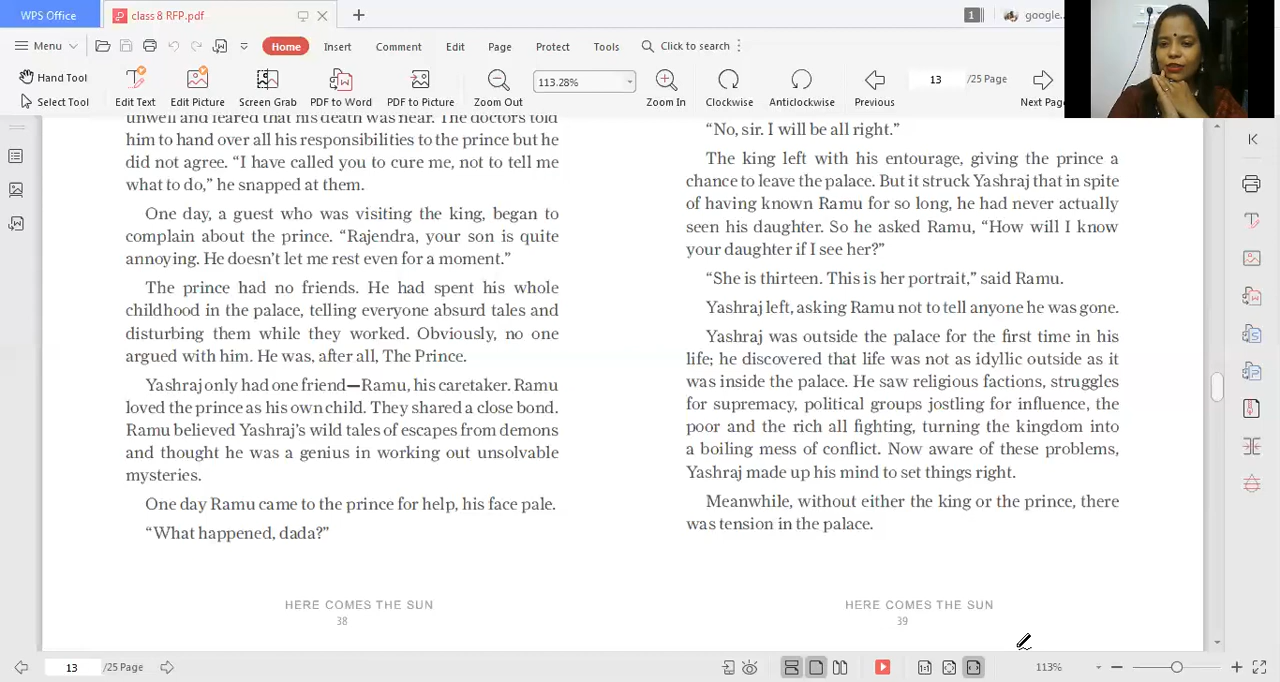 WPS Office
class 8 RFP.pdf
1
google...
Menu
Home
Insert
Comment
Edit
Page
Protect
Tools
Click to search
Hand Tool
Select Tool
Edit Text
Edit Picture
Screen Grab
PDF to Word
PDF to Picture
Zoom Out
113.28%
Zoom In
Clockwise
Anticlockwise
Previous
13
/25 Page
Next Pag
unwell and feared that his death was near. The doctors told
him to hand over all his responsibilities to the prince but he
did not agree. “I have called you to cure me, not to tell me
what to do,” he snapped at them.
One day, a guest who was visiting the king, began to
complain about the prince. “Rajendra, your son is quite
annoying. He doesn’t let me rest even for a moment.”
The prince had no friends. He had spent his whole
childhood in the palace, telling everyone absurd tales and
disturbing them while they worked. Obviously, no one
argued with him. He was, after all, The Prince.
Yashraj only had one friend—Ramu, his caretaker. Ramu
loved the prince as his own child. They shared a close bond.
Ramu believed Yashraj’s wild tales of escapes from demons
and thought he was a genius in working out unsolvable
mysteries.
One day Ramu came to the prince for help, his face pale.
“What happened, dada?”
HERE COMES THE SUN
38
“No, sir. I will be all right.”
The king left with his entourage, giving the prince a
chance to leave the palace. But it struck Yashraj that in spite
of having known Ramu for so long, he had never actually
seen his daughter. So he asked Ramu, “How will I know
your daughter if I see her?”
“She is thirteen. This is her portrait,” said Ramu.
Yashraj left, asking Ramu not to tell anyone he was gone.
Yashraj was outside the palace for the first time in his
life; he discovered that life was not as idyllic outside as it
was inside the palace. He saw religious factions, struggles
for supremacy, political groups jostling for influence, the
poor and the rich all fighting, turning the kingdom into
a boiling mess of conflict. Now aware of these problems,
Yashraj made up his mind to set things right.
Meanwhile, without either the king or the prince, there
was tension in the palace.
HERE COMES THE SUN
39
13
/25 Page
113%